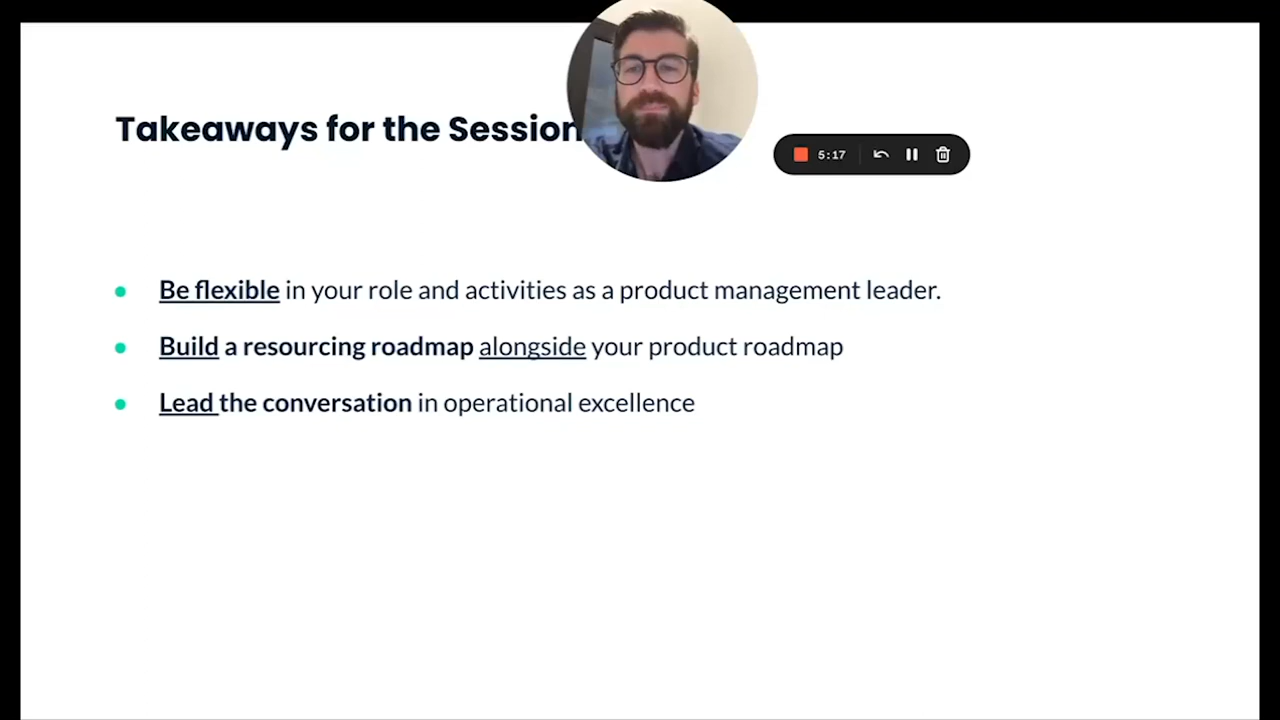 Takeaways for the Session
5:17
Be flexible in your role and activities as a product management leader.
Build a resourcing roadmap alongside your product roadmap
Lead the conversation in operational excellence